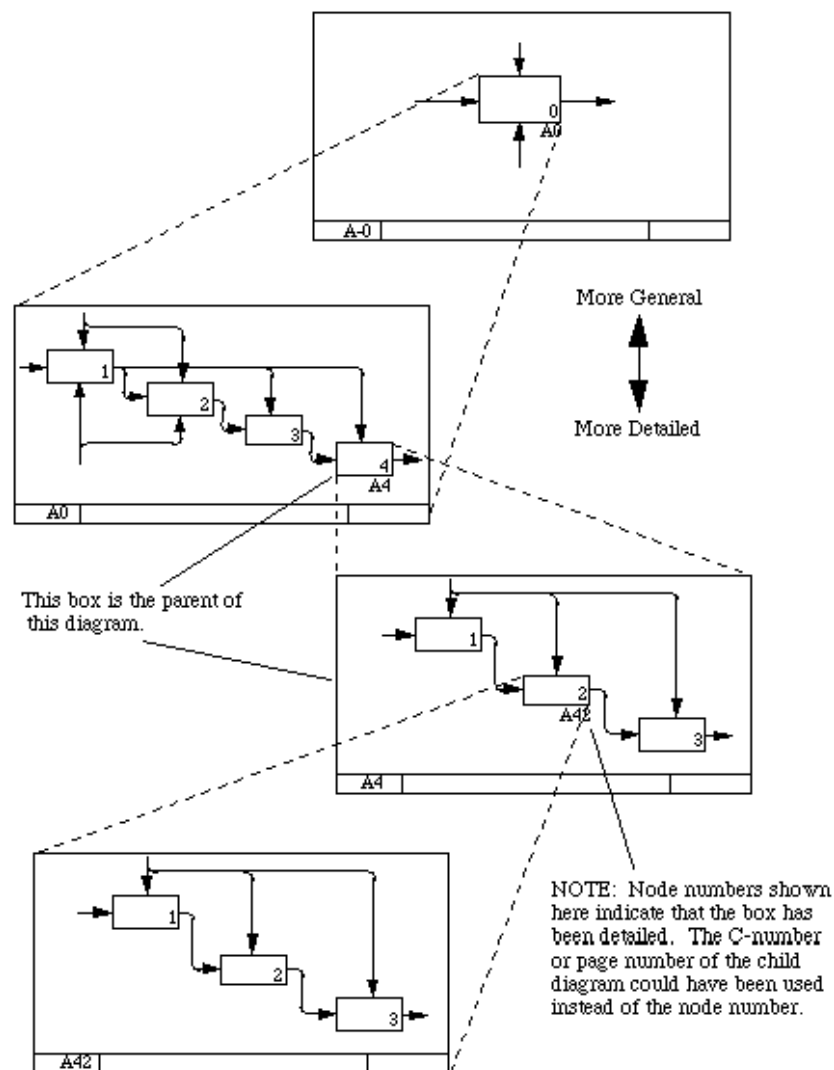 0
A0
A-0
More General
More Detailed
1
2
3
4
A4
A0
This box is the parent of
this diagram.
1
2
A42
3
A4
NOTE: Node numbers shown
here indicate that the box has
been detailed. The C-number
or page number of the child
diagram could have been used
instead of the node number.
1
2
3
A42